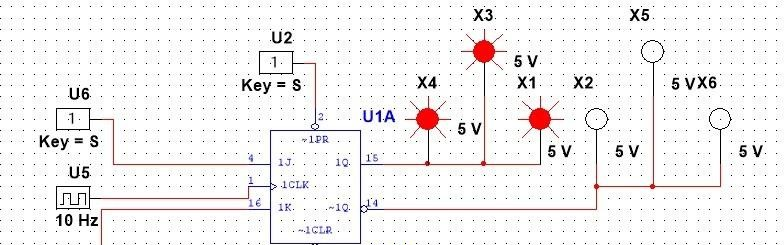 X3
X5
U2
1
Key = S
5 V
5 V
X6
U6
1
Key = S
X4
X1
X2
2
U1A
5 V
5 V
5 V
5 V
~1PR
4
1J
1Q
15
U5
10 Hz
1
1CLK
16
1K
~1Q
14
~1CLR